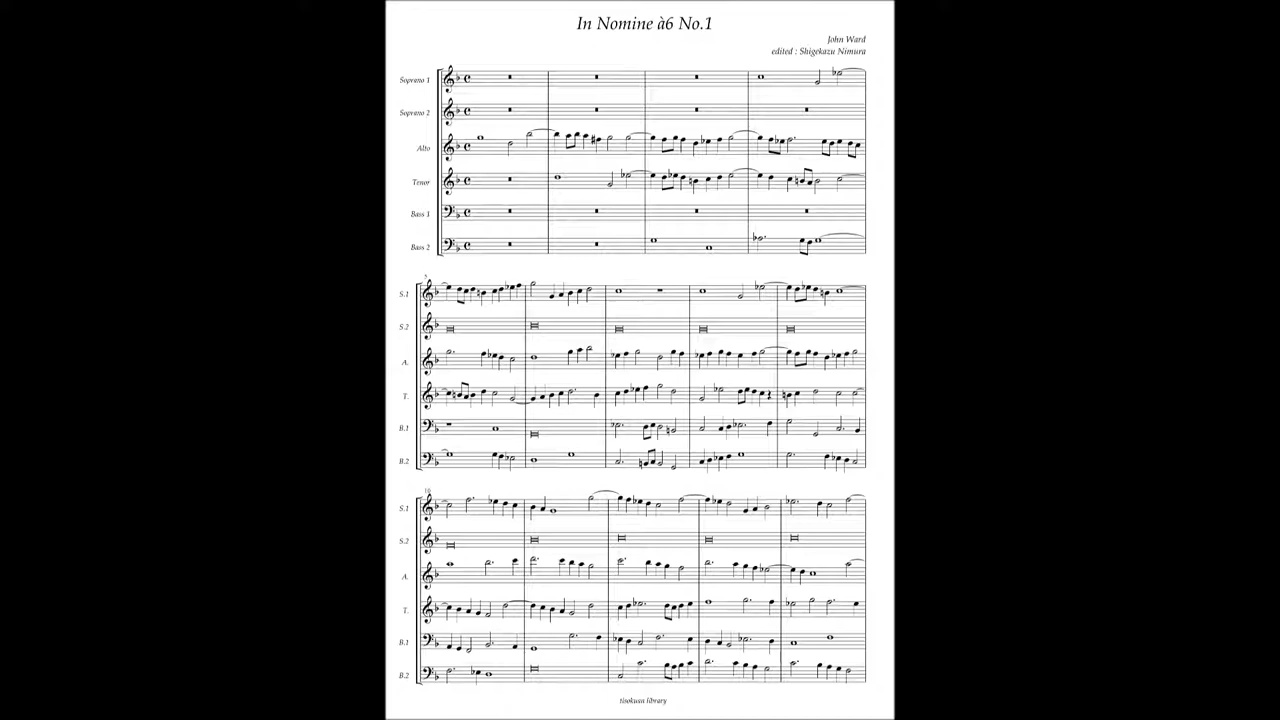 In Nomine à6 No.1
John Ward
edited : Shigekazu Nimura
Soprano 1
Soprano 2
Alto
Tenor
Bass 1
Bass 2
5
S.1
S.2
A.
T.
B.1
B.2
10
S.1
S.2
A.
T.
B.1
B.2
tisokuan library